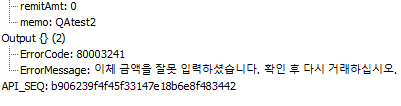 remitAmt: 0
memo: QAtest2
Output {} (2)
ErrorCode: 80003241
ErrorMessage: 이체 금액을 잘못 입력하셨습니다. 확인 후 다시 거래하십시오.
API_SEQ: b906239f4f45f33147e18b6e8f483442